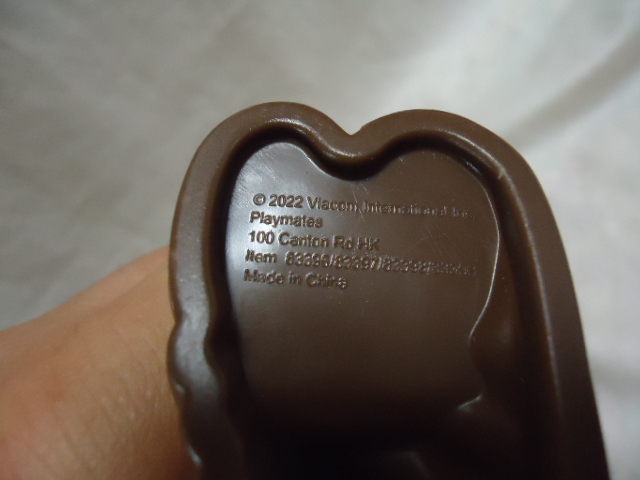 © 2022 Viacom International Inc.
Playmates
100 Canton Rd HK
Item
Made in China